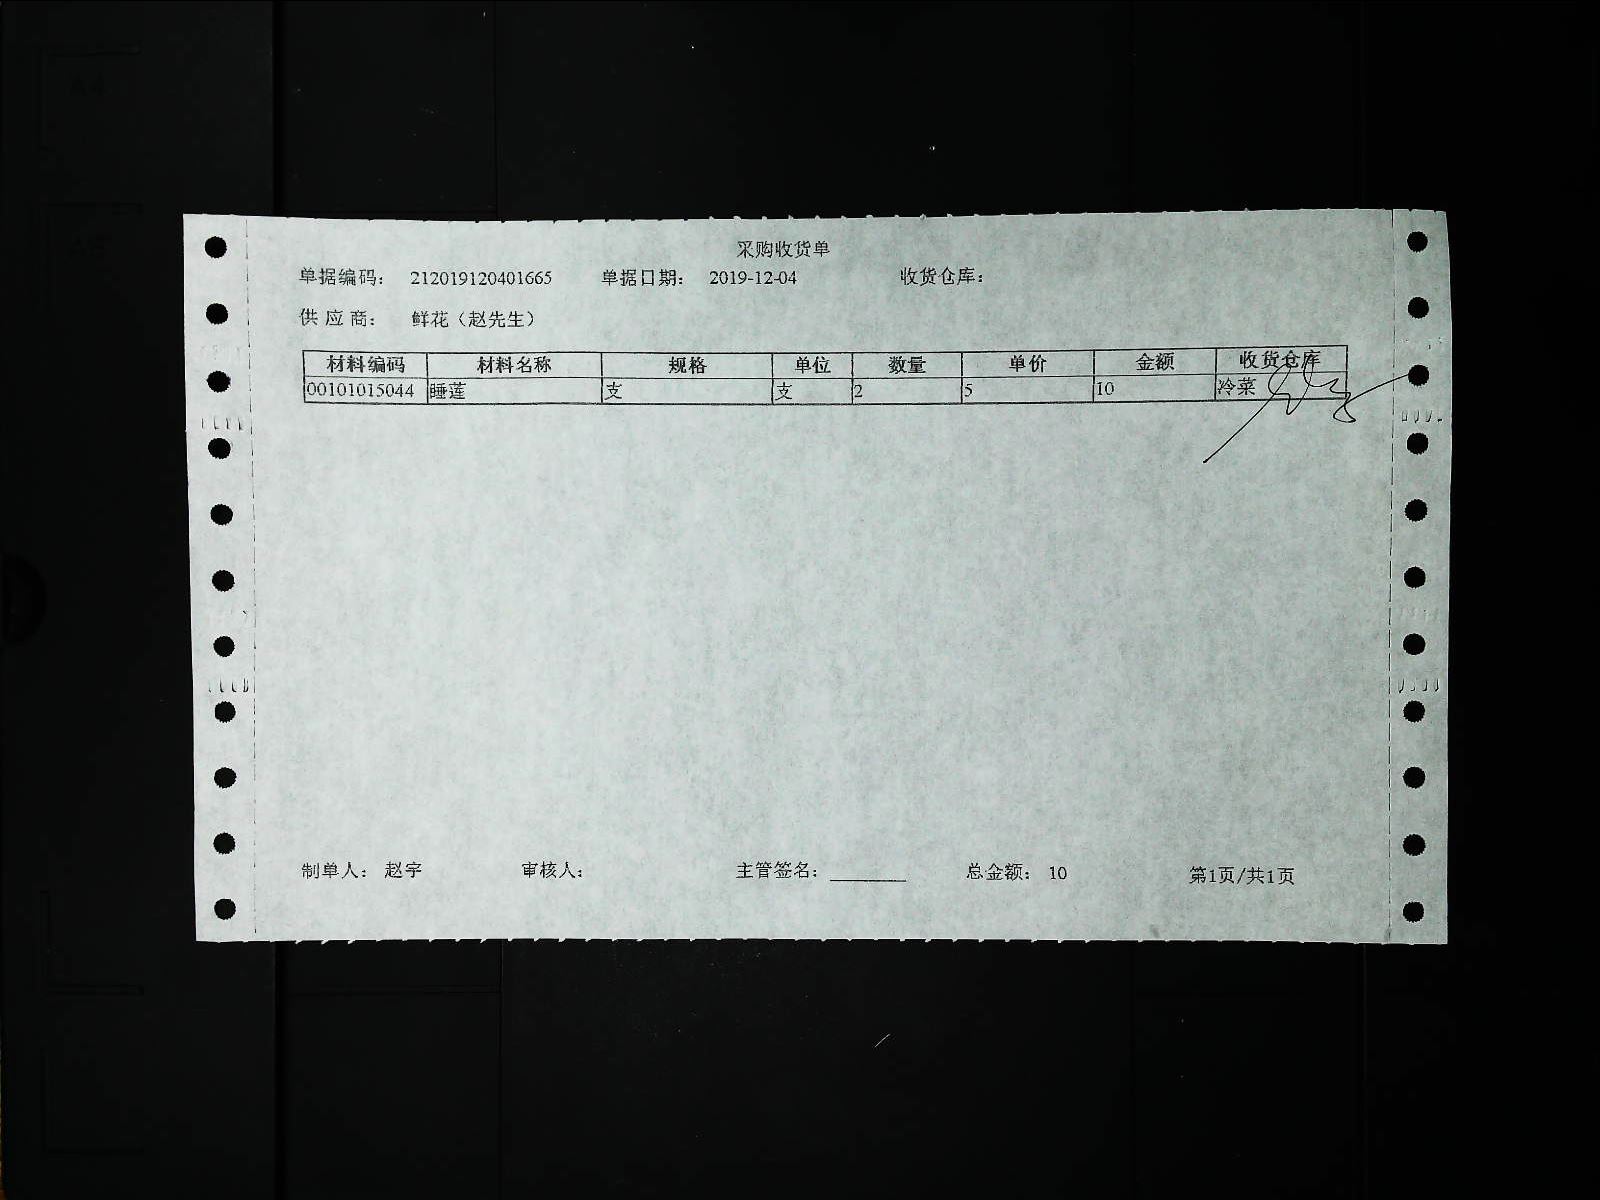 采购收货单
单据编码： 212019120401665 单据日期： 2019-12-04 收货仓库：
供 应 商： 鲜花（赵先生）
材料编码 材料名称 规格 单位 数量 单价 金额 收货仓库
00101015044 睡莲 支 支 2 5 10 冷菜
制单人： 赵宇 审核人： 主管签名： 总金额： 10 第1页/共1页